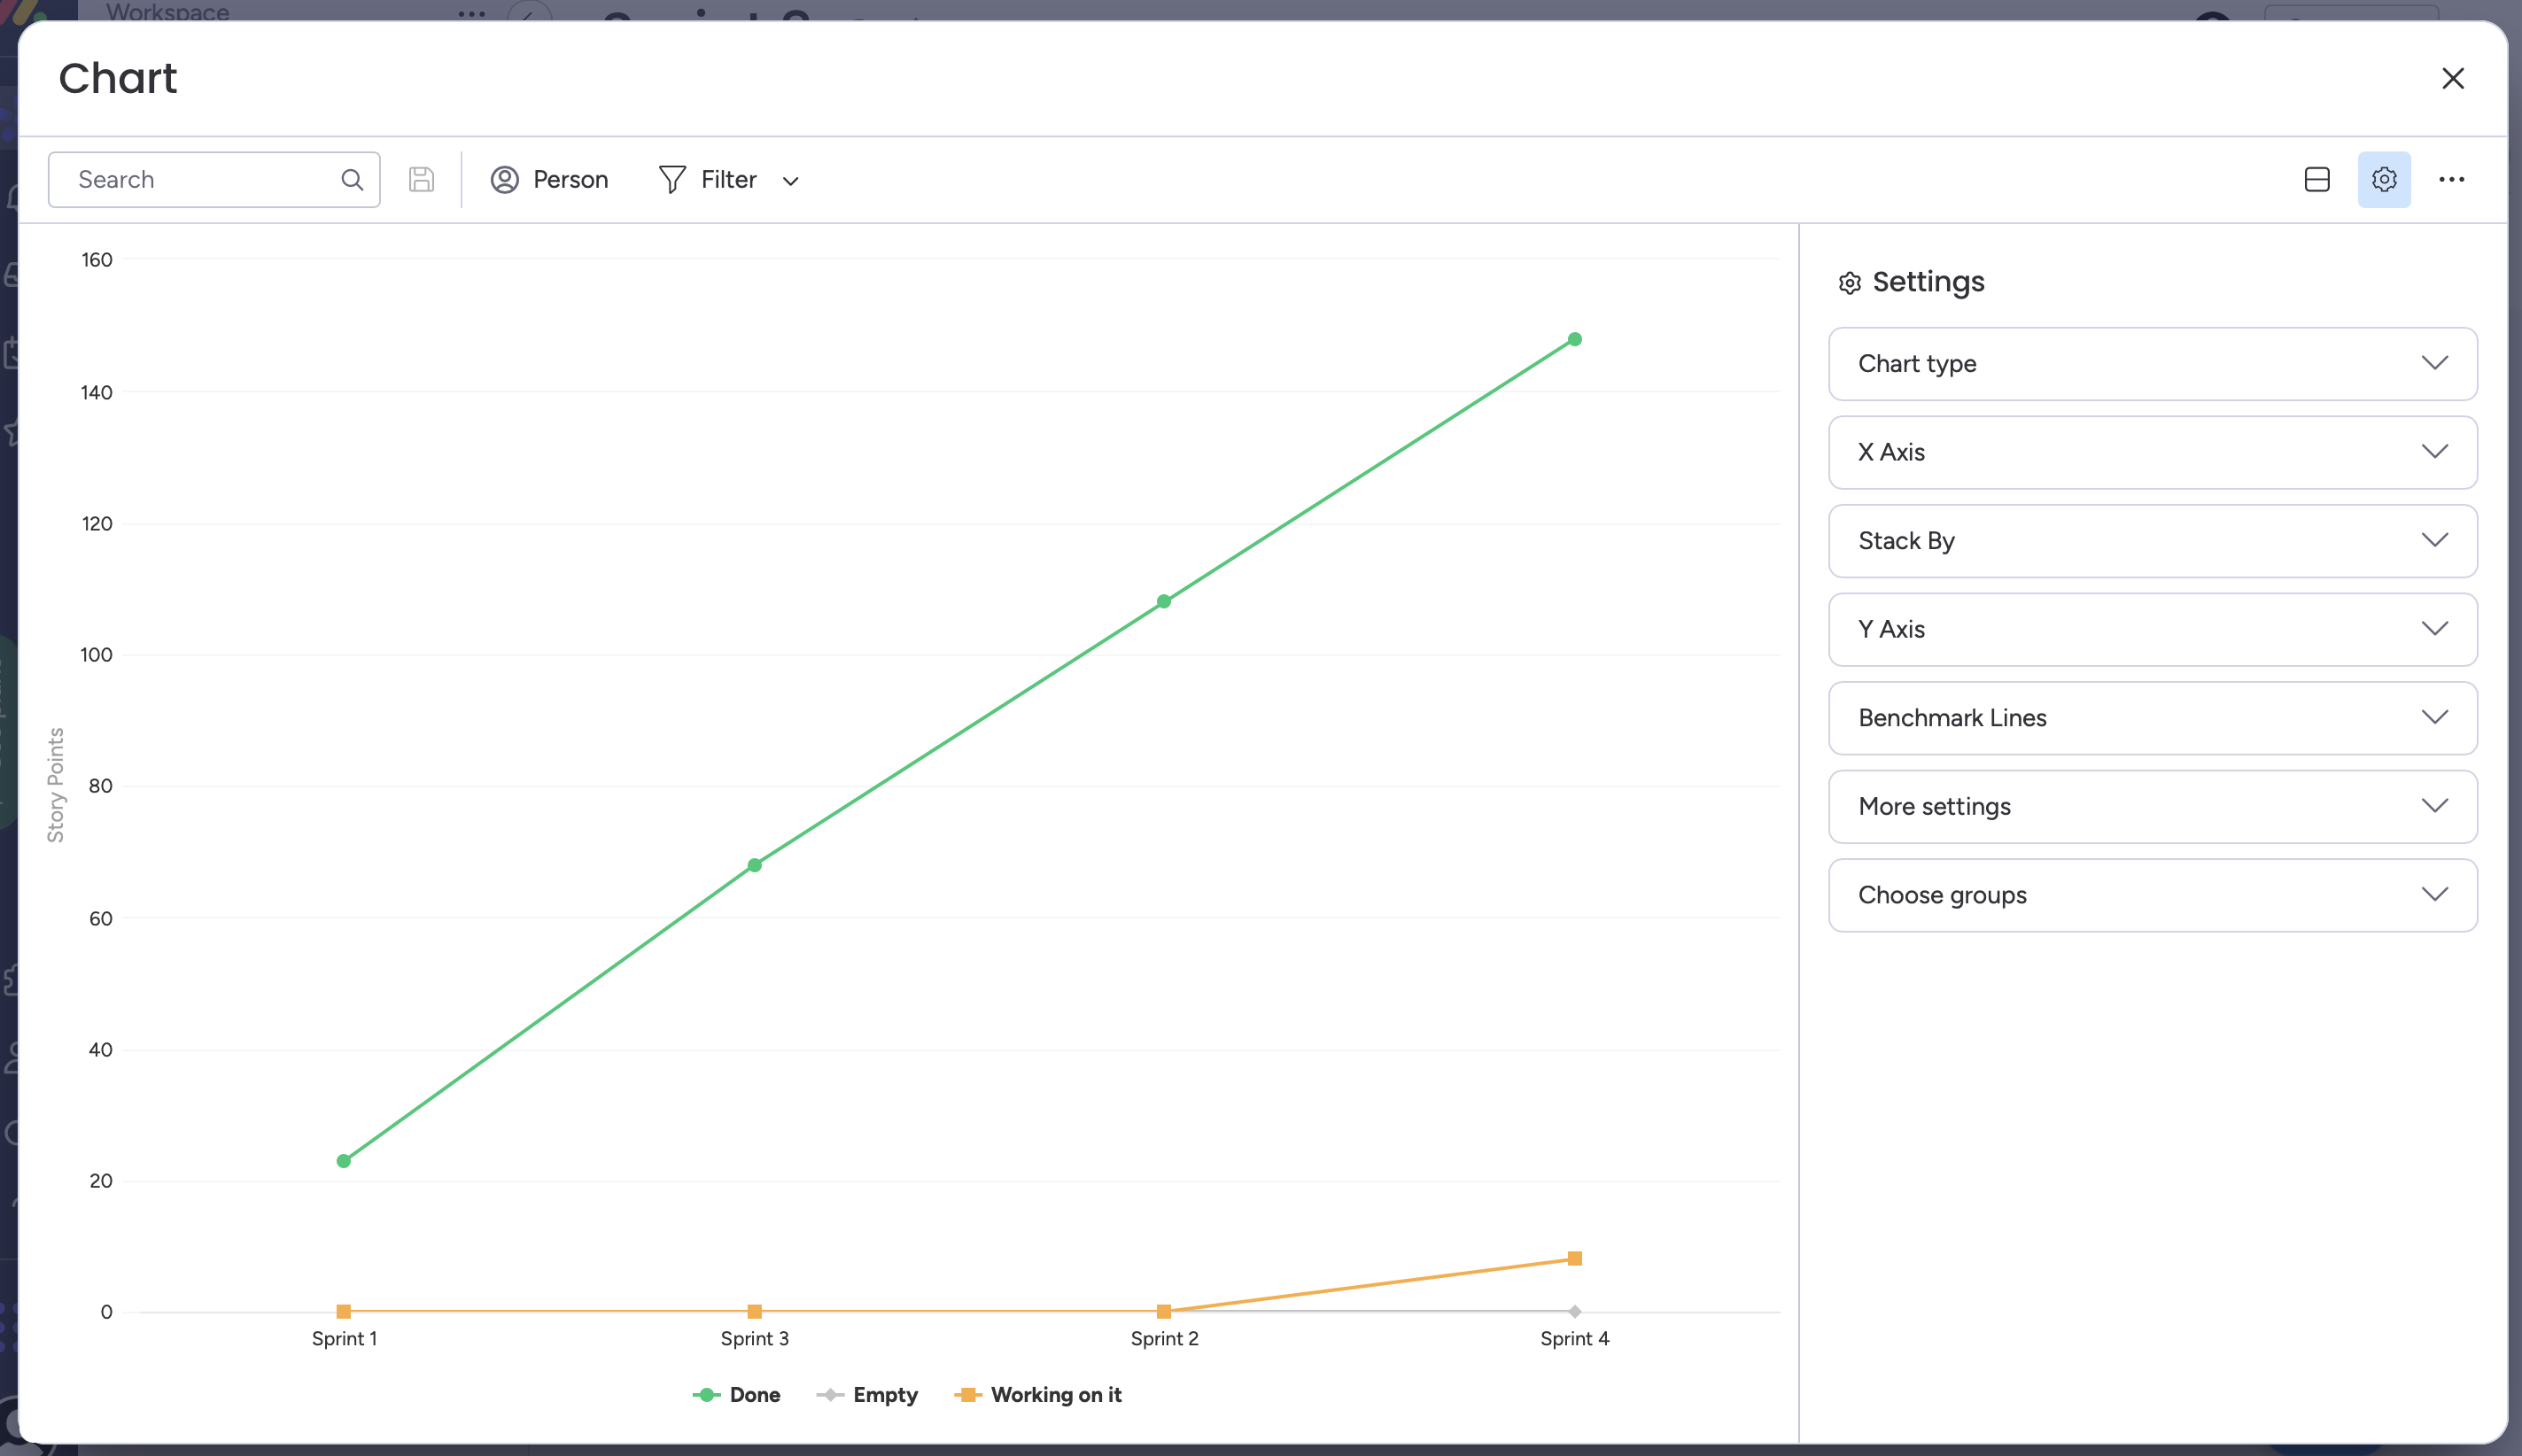 Workspace
Chart
Search
Person
Filter
160
140
120
100
80
60
40
20
0
Story Points
Sprint 1
Sprint 3
Sprint 2
Sprint 4
Done
Empty
Working on it
Settings
Chart type
X Axis
Stack By
Y Axis
Benchmark Lines
More settings
Choose groups